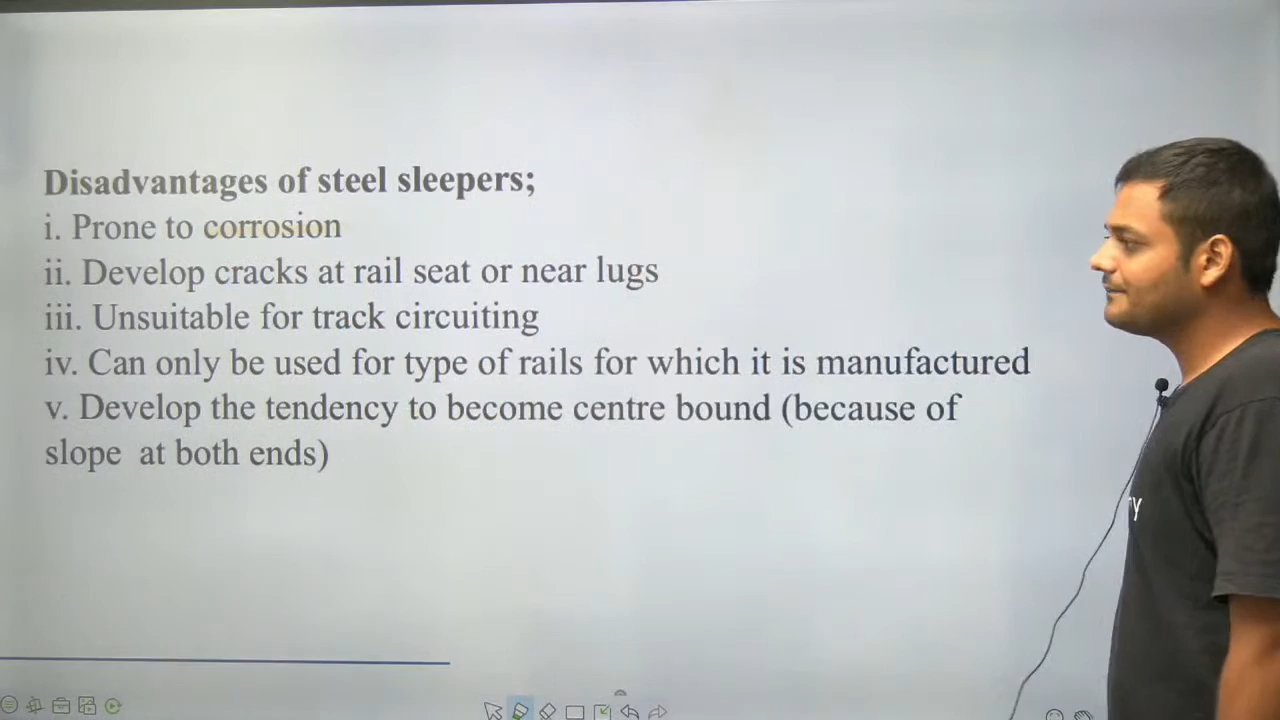 Disadvantages of steel sleepers;
i. Prone to corrosion
ii. Develop cracks at rail seat or near lugs
iii. Unsuitable for track circuiting
iv. Can only be used for type of rails for which it is manufactured
v. Develop the tendency to become centre bound (because of
slope at both ends)